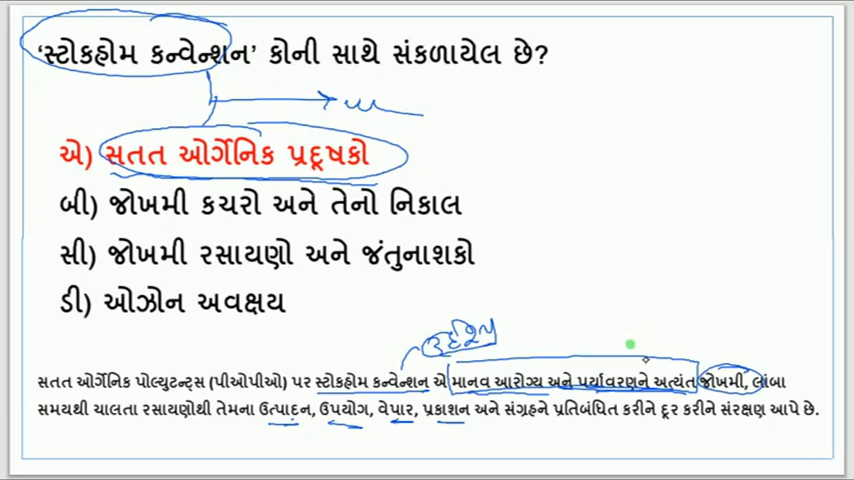 ‘સ્ટોકહોમ કન્વેન્શન’ કોની સાથે સંકળાયેલ છે?
એ) સતત ઓર્ગેનિક પ્રદૂષકો
બી) જોખમી કચરો અને તેનો નિકાલ
સી) જોખમી રસાયણો અને જંતુનાશકો
ડી) ઓઝોન અવક્ષય
સતત ઓર્ગેનિક પોલ્યુટન્ટ્સ (પીઓપીઓ) પર સ્ટોકહોમ કન્વેન્શન એ માનવ આરોગ્ય અને પર્યાવરણને અત્યંત જોખમી, લાંબા
સમયથી ચાલતા રસાયણોથી તેમના ઉત્પાદન, ઉપયોગ, વેપાર, પ્રકાશન અને સંગ્રહને પ્રતિબંધિત કરીને દૂર કરીને સંરક્ષણ આપે છે.